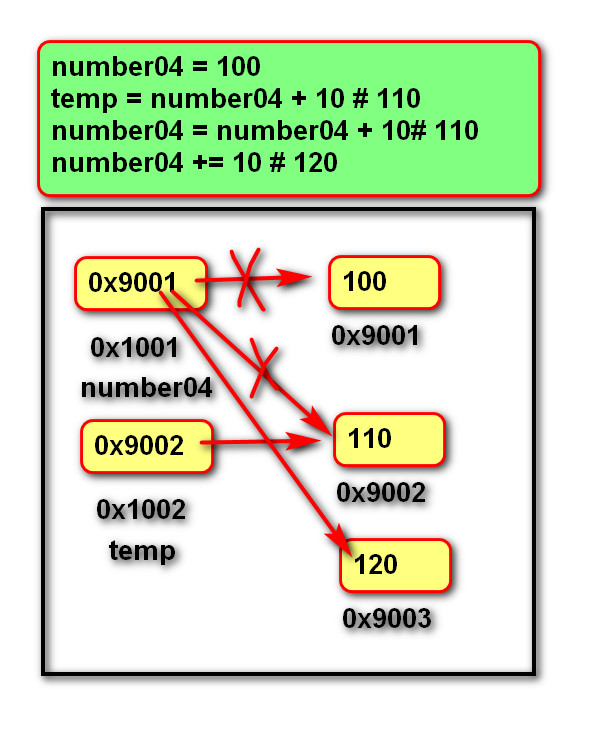 number04 = 100
temp = number04 + 10 # 110
number04 = number04 + 10# 110
number04 += 10 # 120
0x9001
100
0x1001
0x9001
number04
0x9002
110
0x1002
0x9002
temp
120
0x9003